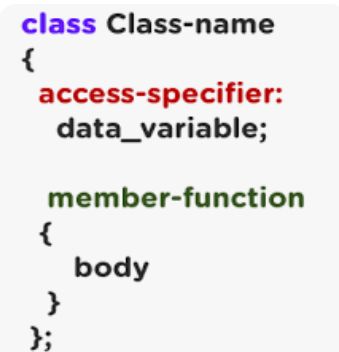 class Class-name
{
access-specifier:
data_variable;
member-function
{
body
}
};